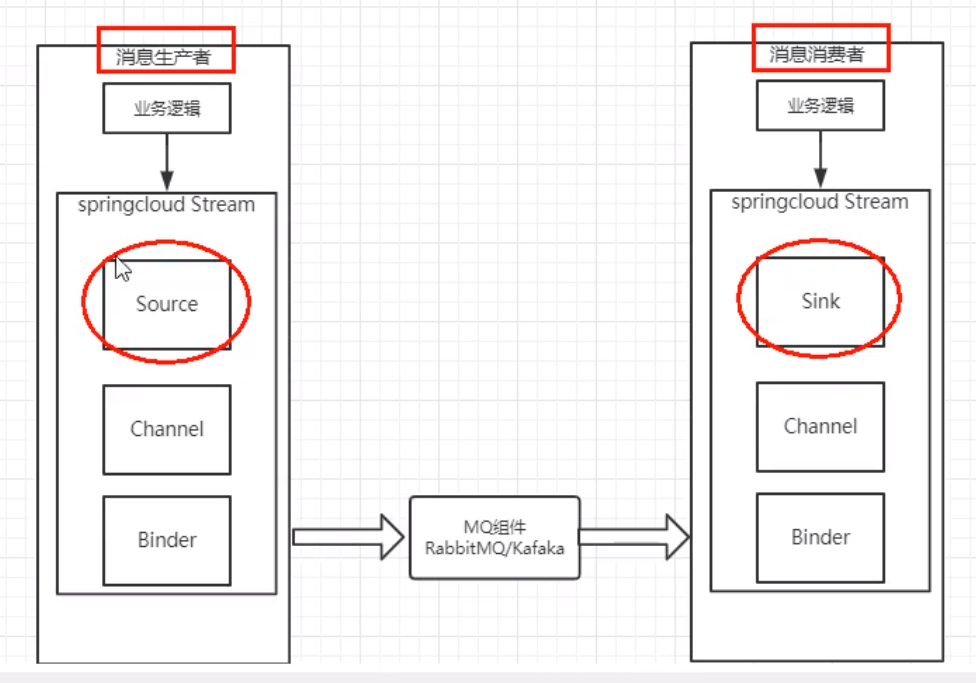 消息生产者
业务逻辑
springcloud Stream
Source
Channel
Binder
MQ组件
RabbitMQ/Kafaka
消息消费者
业务逻辑
springcloud Stream
Sink
Channel
Binder